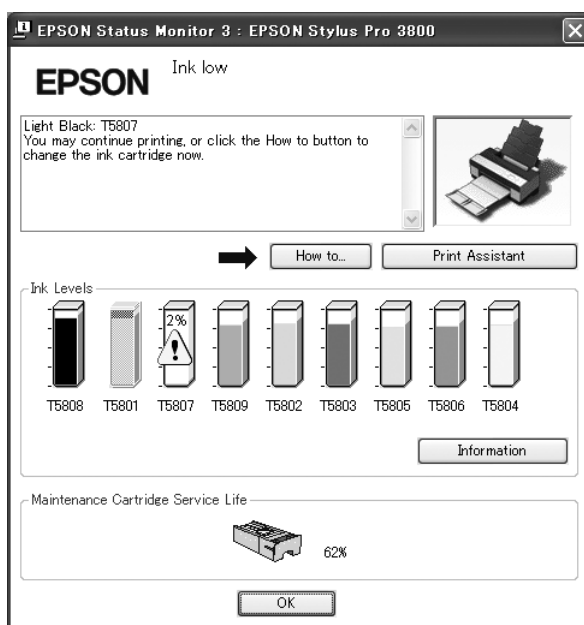 EPSON Status Monitor 3 : EPSON Stylus Pro 3800
EPSON
Ink low
Light Black: T5807
You may continue printing, or click the How to button to
change the ink cartridge now.
How to...
Print Assistant
Ink Levels
2%
T5808 T5801 T5807 T5809 T5802 T5803 T5805 T5806 T5804
Information
Maintenance Cartridge Service Life
62%
OK